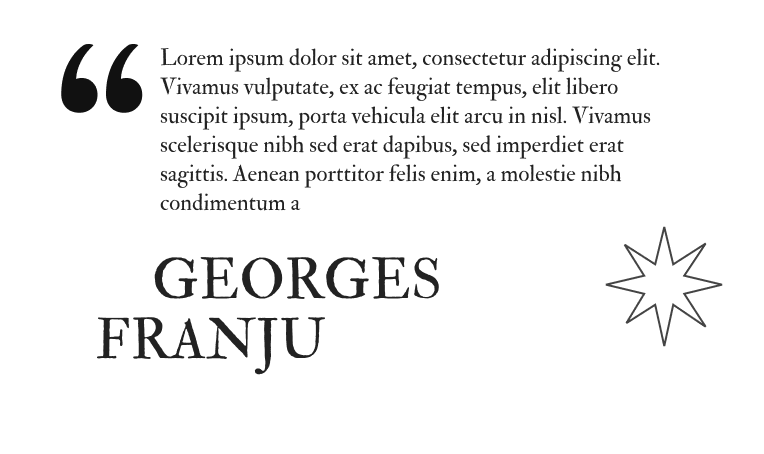 “ Lorem ipsum dolor sit amet, consectetur adipiscing elit.
Vivamus vulputate, ex ac feugiat tempus, elit libero
suscipit ipsum, porta vehicula elit arcu in nisl. Vivamus
scelerisque nibh sed erat dapibus, sed imperdiet erat
sagittis. Aenean porttitor felis enim, a molestie nibh
condimentum a
GEORGES
FRANJU